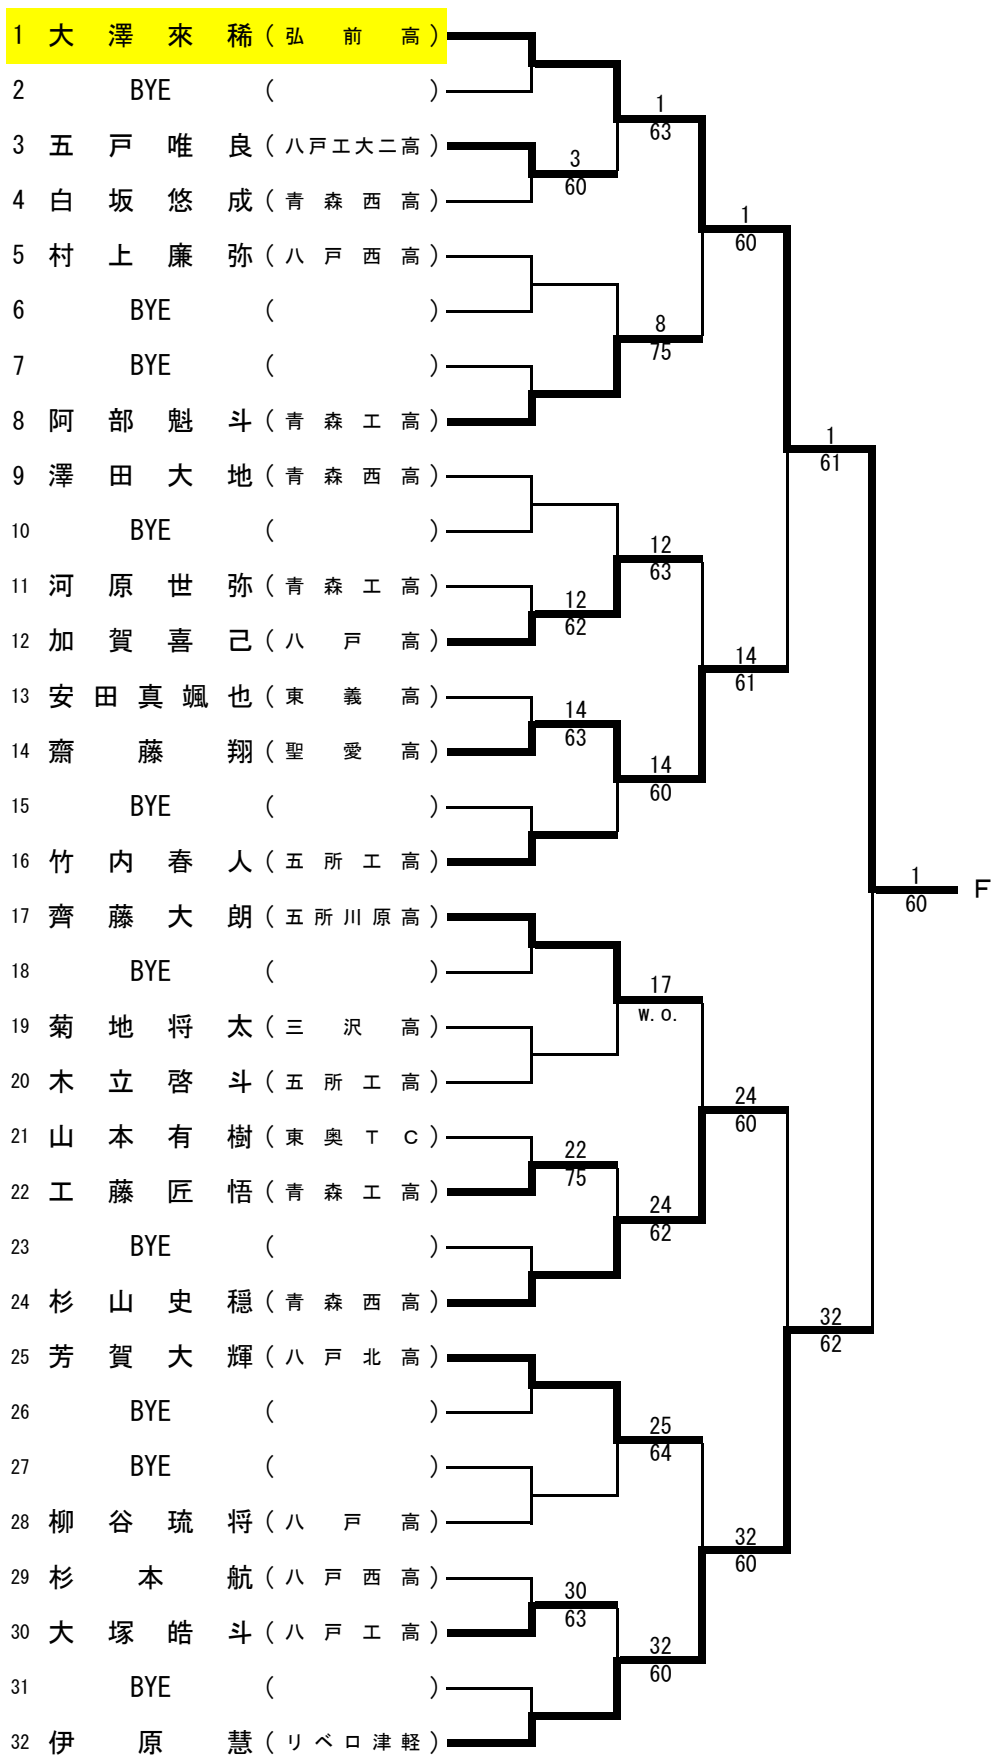 1 大澤來稀(弘前高)
2 BYE ( )
1
63
3 五戸唯良(八戸工大二高)
3
60
4 白坂悠成(青森西高)
1
60
5 村上廉弥(八戸西高)
6 BYE ( )
8
75
7 BYE ( )
8 阿部魁斗(青森工高)
1
61
9 澤田大地(青森西高)
10 BYE ( )
12
63
11 河原世弥(青森工高)
12
62
12 加賀喜己(八戸高)
14
61
13 安田真颯也(東義高)
14
63
14 齋藤翔(聖愛高)
14
60
15 BYE ( )
16 竹内春人(五所工高)
1
60
F
17 齊藤大朗(五所川原高)
18 BYE ( )
17
w.o.
19 菊地将太(三沢高)
20 木立啓斗(五所工高)
24
60
21 山本有樹(東奥TC)
22
75
22 工藤匠悟(青森工高)
24
62
23 BYE ( )
24 杉山史穏(青森西高)
32
62
25 芳賀大輝(八戸北高)
26 BYE ( )
25
64
27 BYE ( )
28 柳谷琉将(八戸高)
32
60
29 杉本航(八戸西高)
30
63
30 大塚皓斗(八戸工高)
32
60
31 BYE ( )
32 伊原慧(リベロ津軽)